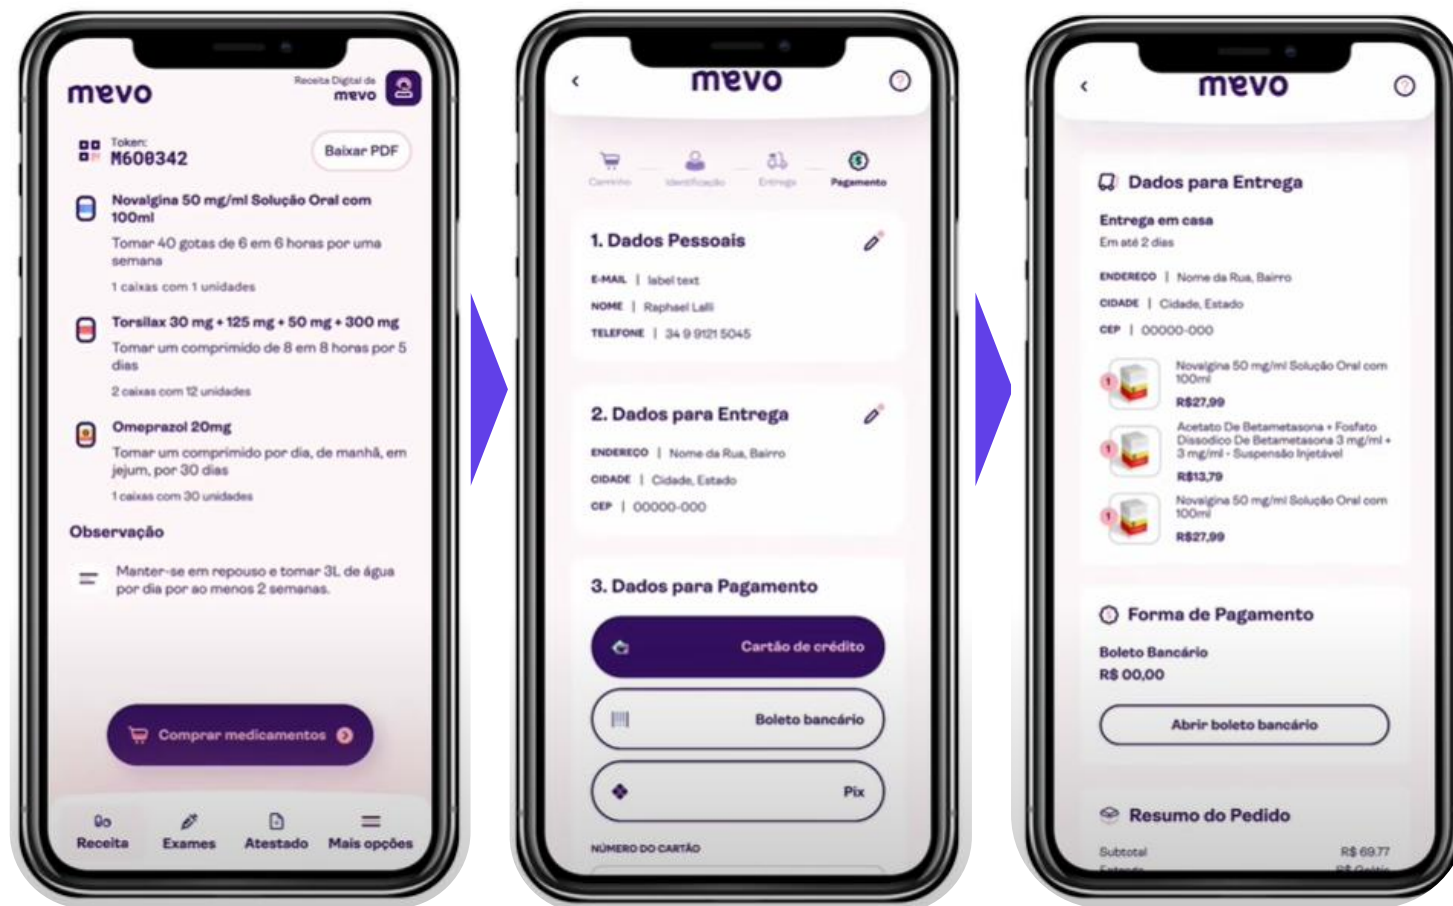 mevo
Receita Digital da
mevo
Token:
M600342
Baixar PDF
Novalgina 50 mg/ml Solução Oral com
100ml
Tomar 40 gotas de 6 em 6 horas por uma
semana
1 caixas com 1 unidades
Torsilax 30 mg + 125 mg + 50 mg + 300 mg
Tomar um comprimido de 8 em 8 horas por 5
dias
2 caixas com 12 unidades
Omeprazol 20mg
Tomar um comprimido por dia, de manhã, em
jejum, por 30 dias
1 caixas com 30 unidades
Observação
Manter-se em repouso e tomar 3L de água
por dia por ao menos 2 semanas.
Comprar medicamentos
Receita
Exames
Atestado
Mais opções
mevo
?
Carrinho
Identificação
Entrega
Pagamento
1. Dados Pessoais
E-MAIL | label text
NOME | Raphael Lalli
TELEFONE | 34 9 9121 5045
2. Dados para Entrega
ENDEREÇO | Nome da Rua, Bairro
CIDADE | Cidade, Estado
CEP | 00000-000
3. Dados para Pagamento
Cartão de crédito
Boleto bancário
Pix
NÚMERO DO CARTÃO
mevo
?
Dados para Entrega
Entrega em casa
Em até 2 dias
ENDEREÇO | Nome da Rua, Bairro
CIDADE | Cidade, Estado
CEP | 00000-000
1
Novalgina 50 mg/ml Solução Oral com
100ml
R$27,99
1
Acetato De Betametasona + Fosfato
Dissodico De Betametasona 3 mg/ml +
3 mg/ml - Suspensão Injetável
R$13,79
1
Novalgina 50 mg/ml Solução Oral com
100ml
R$27,99
Forma de Pagamento
Boleto Bancário
R$ 00,00
Abrir boleto bancário
Resumo do Pedido
Subtotal R$ 69.77
Entrega R$ Grátis